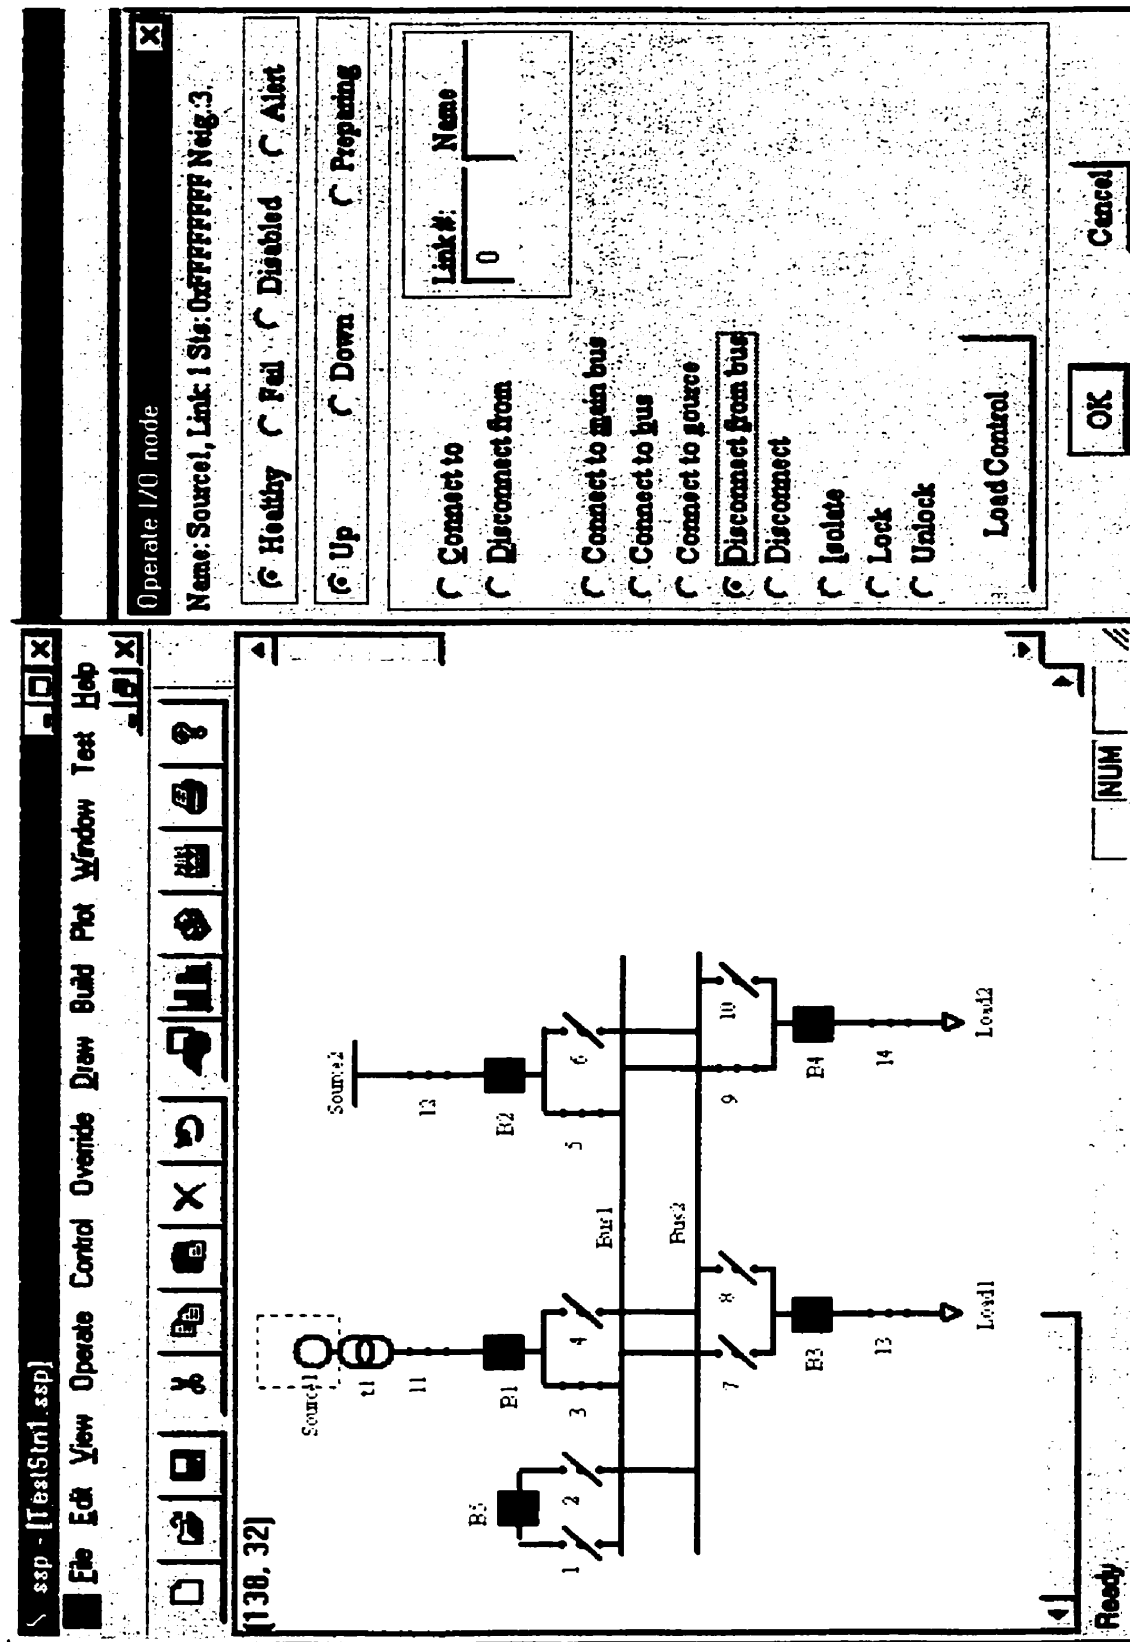 ssp - [TestStn1.ssp]
File Edit View Operate Control Override Draw Build Plot Window Test Help
[138, 32]
Source1
t1
11
B1
3
4
B5
1
2
Source2
12
B2
5
6
Bus1
Bus2
7
8
B3
13
Load1
9
10
B4
14
Load2
Ready
NUM
Operate I/O node
Name: Source1, Link: 1 Sts: 0xFFFFFFFF Neig:3.
Healthy Fail Disabled Alert
Up Down Preparing
Connect to
Disconnect from
Link #: Name
0
Connect to main bus
Connect to bus
Connect to source
Disconnect from bus
Disconnect
Isolate
Lock
Unlock
Load Control
OK Cancel